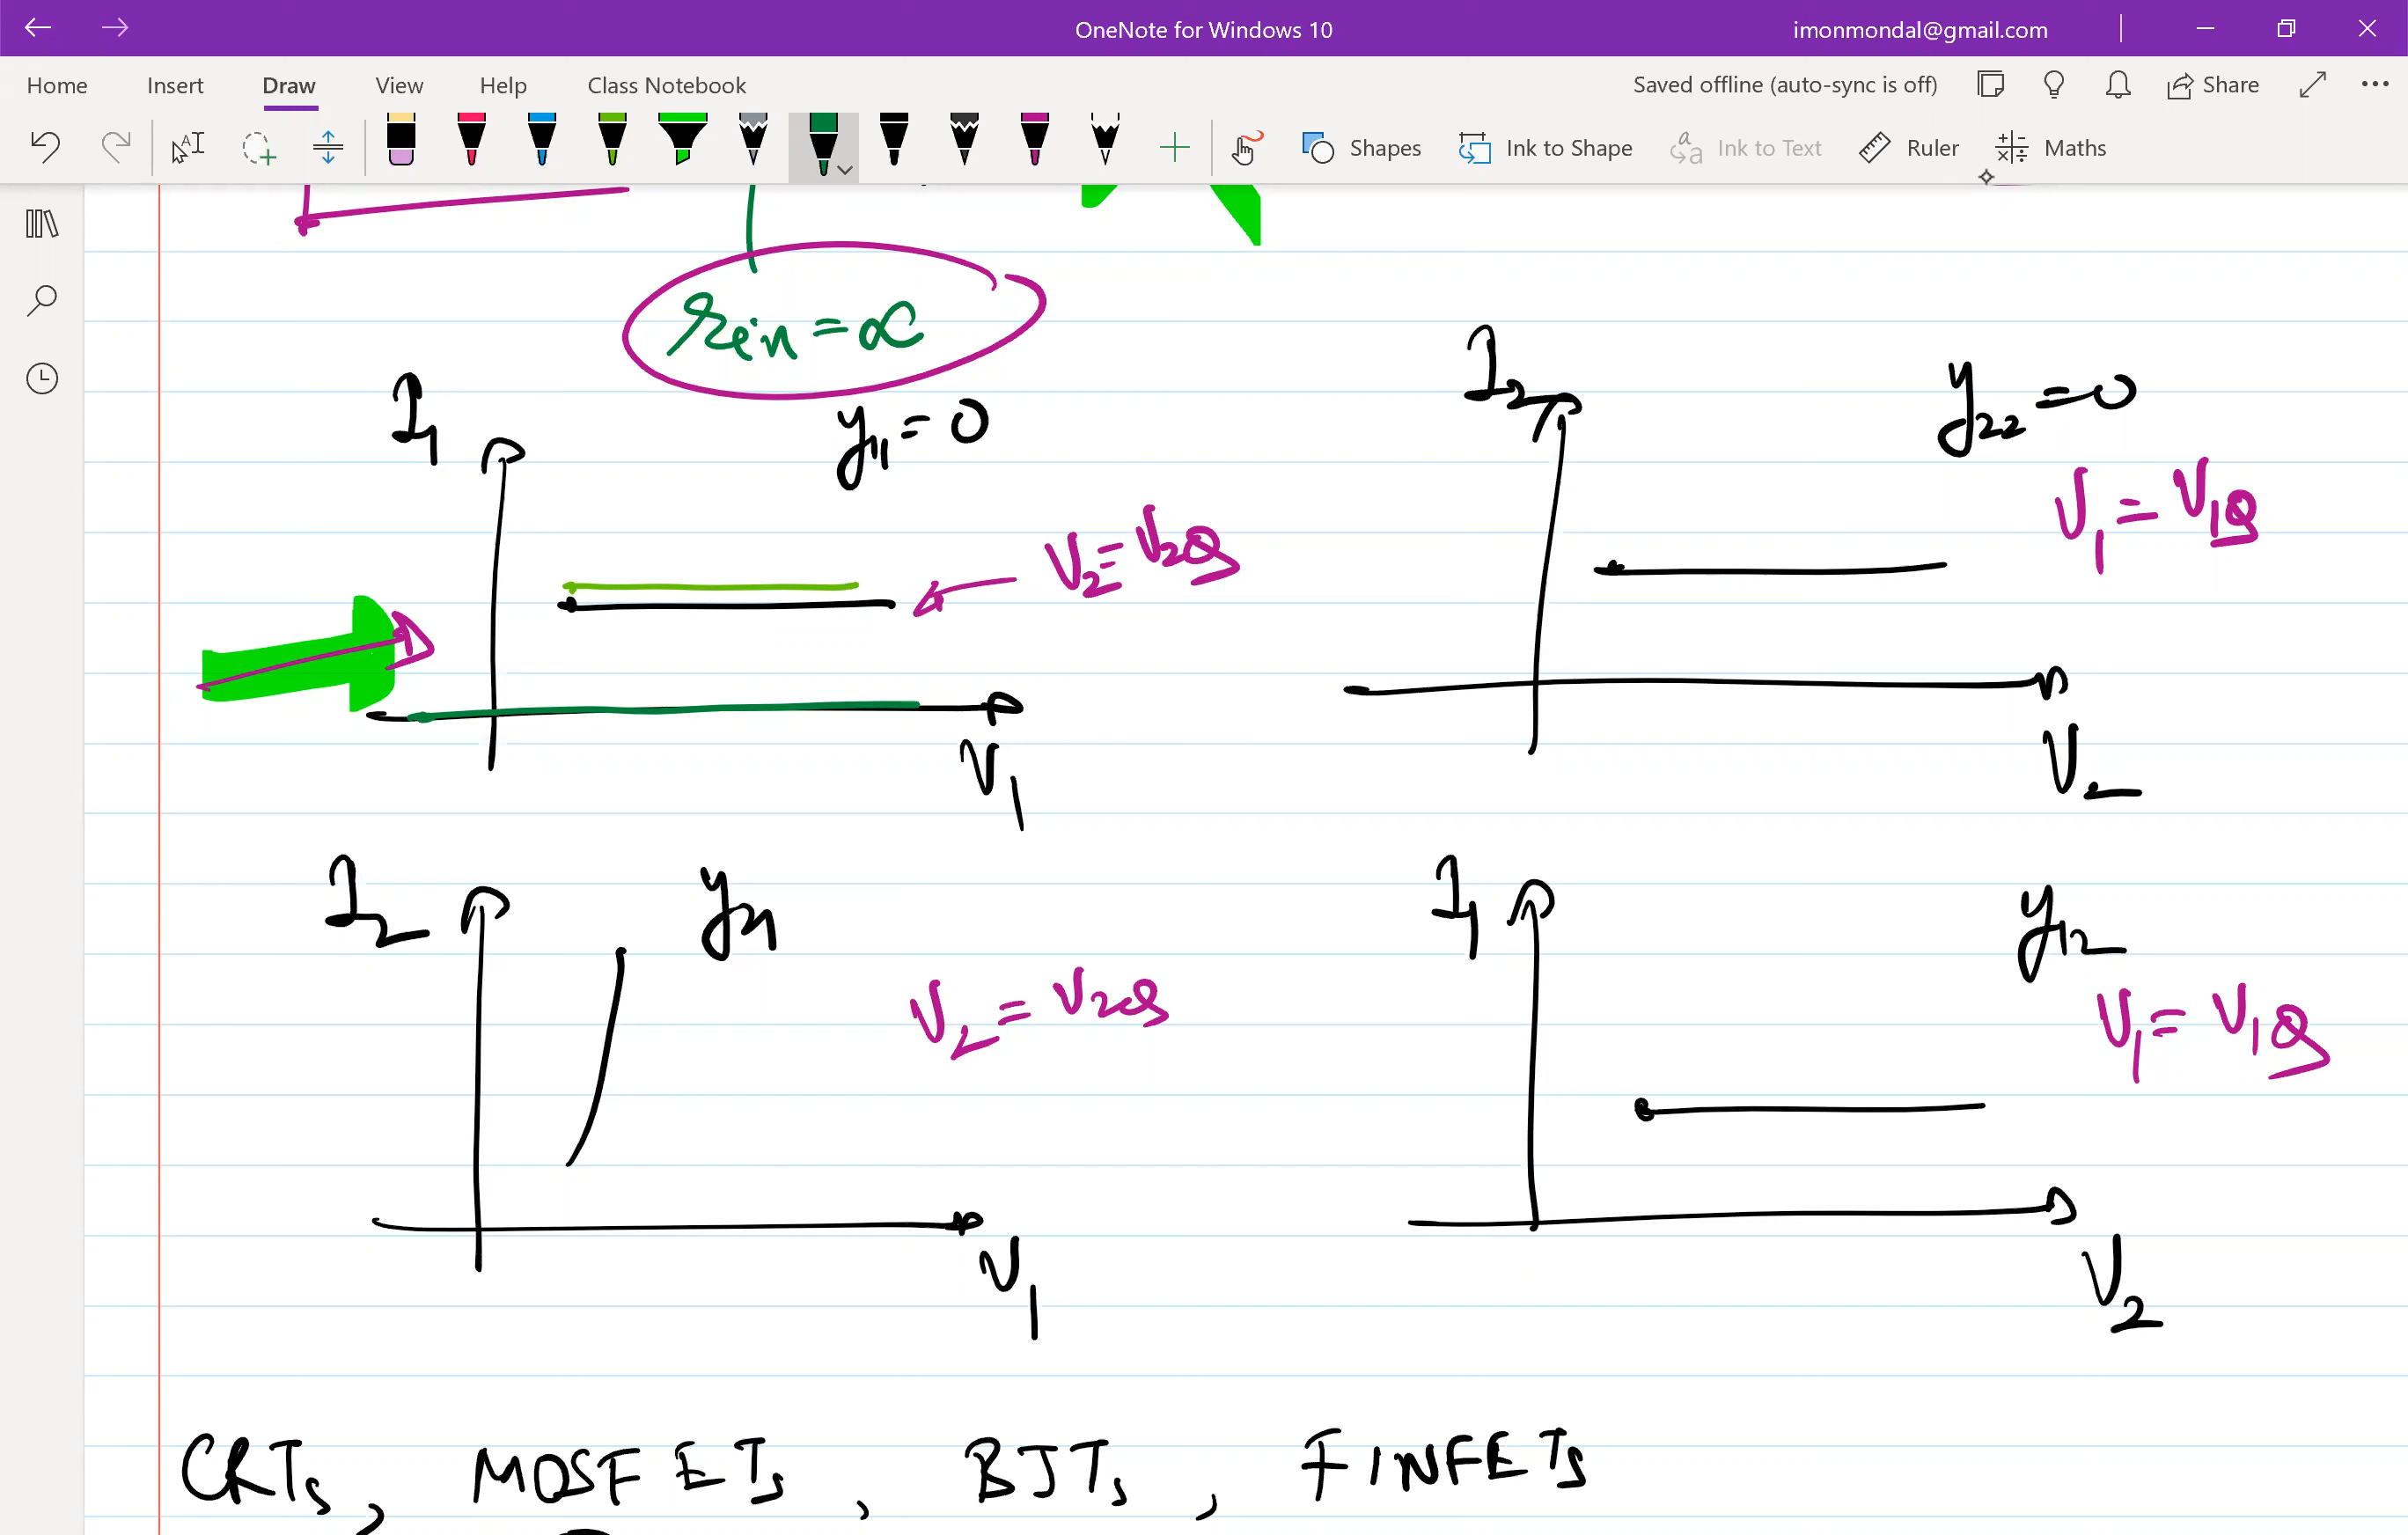 OneNote for Windows 10
imonmondal@gmail.com
Home Insert Draw View Help Class Notebook
Saved offline (auto-sync is off)
Share
Shapes Ink to Shape Ink to Text Ruler Maths
rin = ∝
I1
y11 = 0
V2 = V2Q
V1
I2
y22 = 0
V1 = V1Q
V2
I2
y21
V2 = V2Q
V1
I1
y12
V1 = V1Q
V2
CRTs, MOSFETs, BJTs, FINFETs